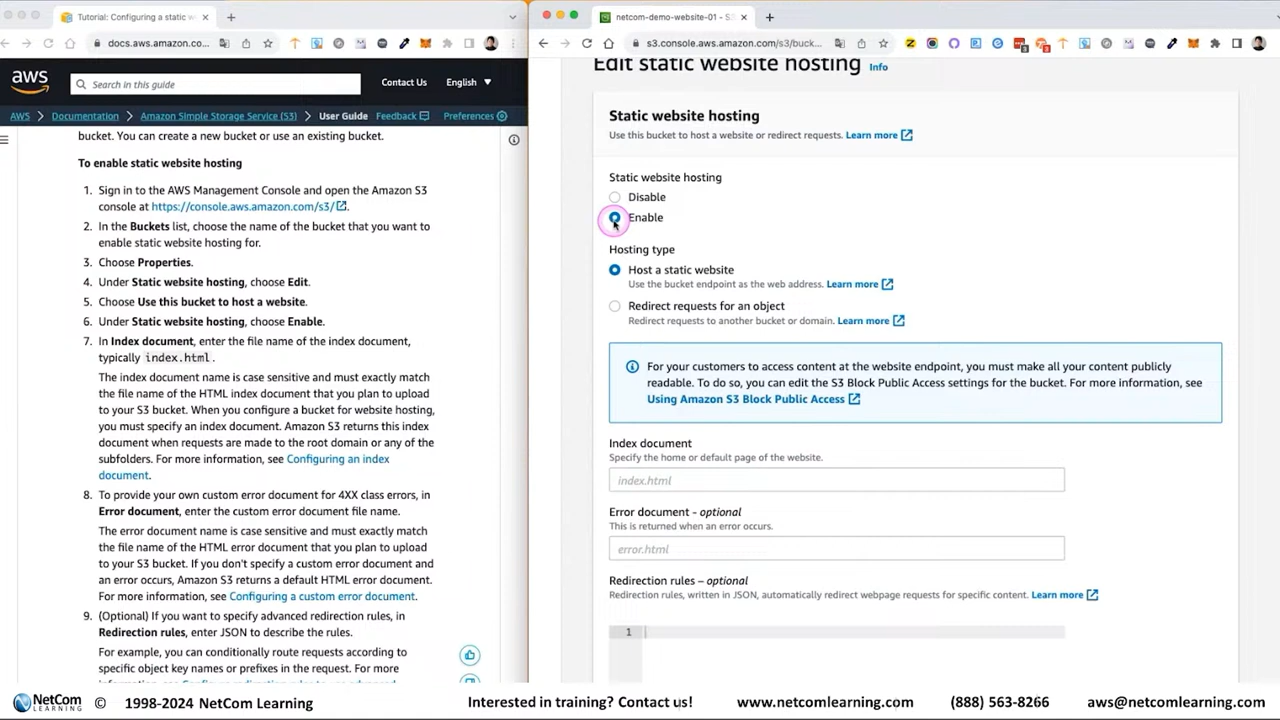 Tutorial: Configuring a static w
docs.aws.amazon.co...
aws
Search in this guide
Contact Us
English
AWS
Documentation
Amazon Simple Storage Service (S3)
User Guide
Feedback
Preferences
bucket. You can create a new bucket or use an existing bucket.
To enable static website hosting
1. Sign in to the AWS Management Console and open the Amazon S3
console at https://console.aws.amazon.com/s3/.
2. In the Buckets list, choose the name of the bucket that you want to
enable static website hosting for.
3. Choose Properties.
4. Under Static website hosting, choose Edit.
5. Choose Use this bucket to host a website.
6. Under Static website hosting, choose Enable.
7. In Index document, enter the file name of the index document,
typically index.html.
The index document name is case sensitive and must exactly match
the file name of the HTML index document that you plan to upload
to your S3 bucket. When you configure a bucket for website hosting,
you must specify an index document. Amazon S3 returns this index
document when requests are made to the root domain or any of the
subfolders. For more information, see Configuring an index
document.
8. To provide your own custom error document for 4XX class errors, in
Error document, enter the custom error document file name.
The error document name is case sensitive and must exactly match
the file name of the HTML error document that you plan to upload
to your S3 bucket. If you don't specify a custom error document and
an error occurs, Amazon S3 returns a default HTML error document.
For more information, see Configuring a custom error document.
9. (Optional) If you want to specify advanced redirection rules, in
Redirection rules, enter JSON to describe the rules.
For example, you can conditionally route requests according to
specific object key names or prefixes in the request. For more
netcom-demo-website-01 - S3
s3.console.aws.amazon.com/s3/buck...
Edit static website hosting Info
Static website hosting
Use this bucket to host a website or redirect requests. Learn more
Static website hosting
Disable
Enable
Hosting type
Host a static website
Use the bucket endpoint as the web address. Learn more
Redirect requests for an object
Redirect requests to another bucket or domain. Learn more
For your customers to access content at the website endpoint, you must make all your content publicly
readable. To do so, you can edit the S3 Block Public Access settings for the bucket. For more information, see
Using Amazon S3 Block Public Access
Index document
Specify the home or default page of the website.
index.html
Error document - optional
This is returned when an error occurs.
error.html
Redirection rules – optional
Redirection rules, written in JSON, automatically redirect webpage requests for specific content. Learn more
1
NetCom
LEARNING
© 1998-2024 NetCom Learning
Interested in training? Contact us!
www.netcomlearning.com
(888) 563-8266
aws@netcomlearning.com